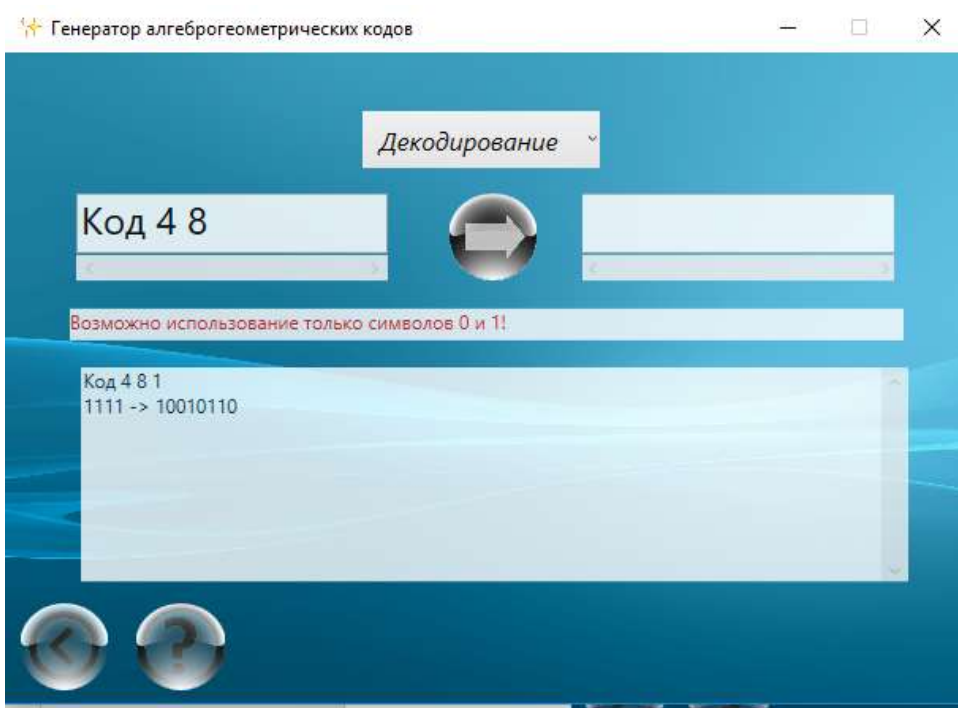 Генератор алгеброгеометрических кодов
Декодирование
Код 4 8
Возможно использование только символов 0 и 1!
Код 4 8 1
1111 -> 10010110
?